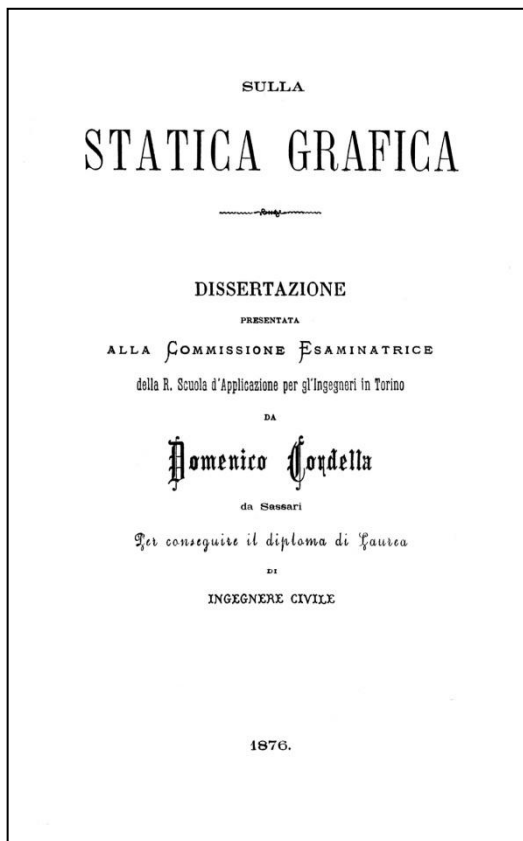 SULLA
STATICA GRAFICA
DISSERTAZIONE
PRESENTATA
ALLA COMMISSIONE ESAMINATRICE
della R. Scuola d'Applicazione per gl'Ingegneri in Torino
DA
Domenico Cordella
da Sassari
Per conseguire il diploma di Laurea
DI
INGEGNERE CIVILE
1876.